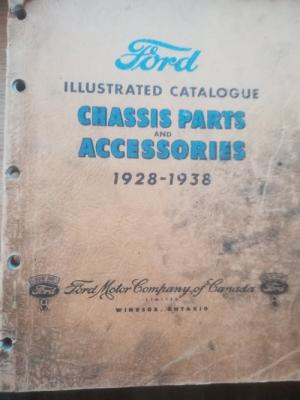 Ford
ILLUSTRATED CATALOGUE
CHASSIS PARTS
AND
ACCESSORIES
1928-1938
Ford Motor Company of Canada
LIMITED
WINDSOR, ONTARIO